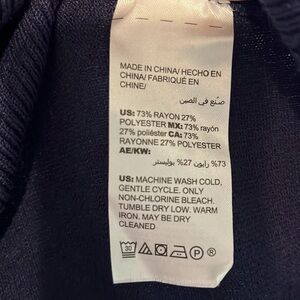 MADE IN CHINA/ HECHO EN
CHINA/ FABRIQUÉ EN
CHINE/
صنع في الصين
US: 73% RAYON 27%
POLYESTER MX: 73% rayón
27% poliéster CA: 73%
RAYONNE 27% POLYESTER
AE/KW:
73% رايون 27% بوليستر
US: MACHINE WASH COLD,
GENTLE CYCLE. ONLY
NON-CHLORINE BLEACH.
TUMBLE DRY LOW. WARM
IRON. MAY BE DRY
CLEANED
30 P